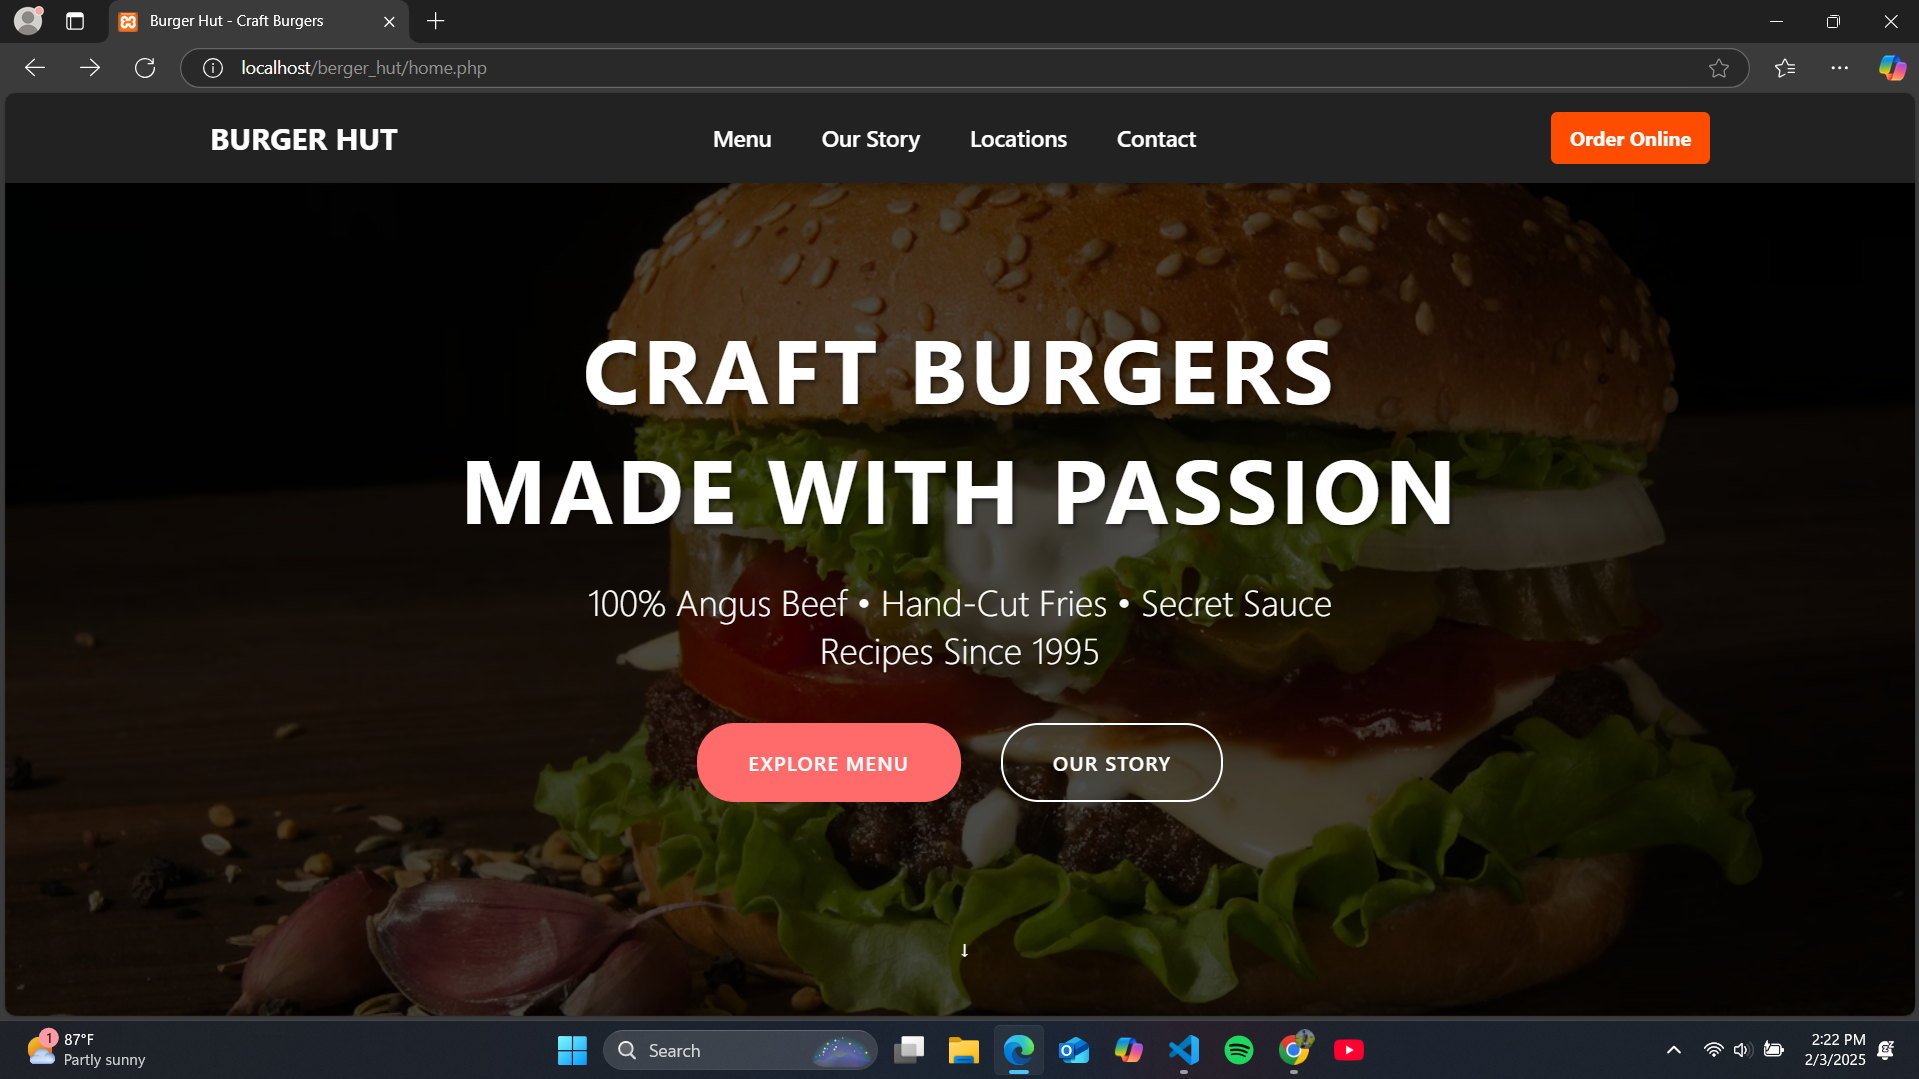 Burger Hut - Craft Burgers
localhost/berger_hut/home.php
BURGER HUT
Menu
Our Story
Locations
Contact
Order Online
CRAFT BURGERS
MADE WITH PASSION
100% Angus Beef • Hand-Cut Fries • Secret Sauce
Recipes Since 1995
EXPLORE MENU
OUR STORY
↓
1
87°F
Partly sunny
Search
2:22 PM
2/3/2025